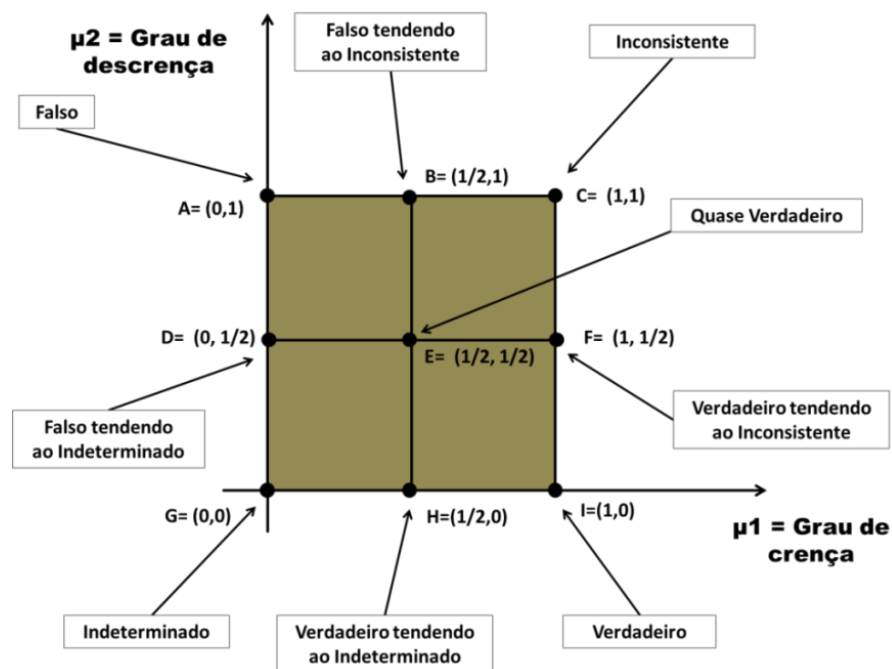 µ2 = Grau de
descrença
Falso tendendo
ao Inconsistente
Inconsistente
Falso
B= (1/2,1)
A= (0,1)
C= (1,1)
Quase Verdadeiro
D= (0, 1/2)
E= (1/2, 1/2)
F= (1, 1/2)
Falso tendendo
ao Indeterminado
Verdadeiro tendendo
ao Inconsistente
G= (0,0)
H=(1/2,0)
I=(1,0)
µ1 = Grau de
crença
Indeterminado
Verdadeiro tendendo
ao Indeterminado
Verdadeiro